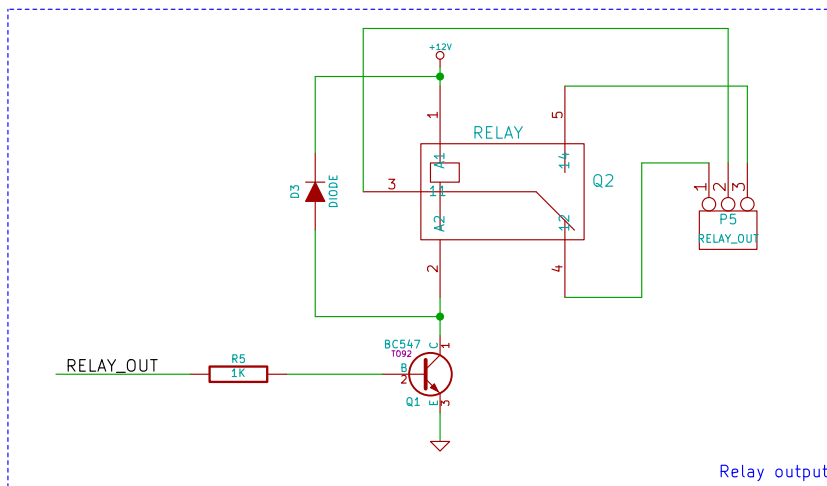 +12V
RELAY
1
5
A1
14
3
11
Q2
D3
DIODE
A2
12
2
4
1
2
3
P5
RELAY_OUT
RELAY_OUT
R5
1K
BC547
TO92
C
1
B
2
Q1
E
3
Relay output